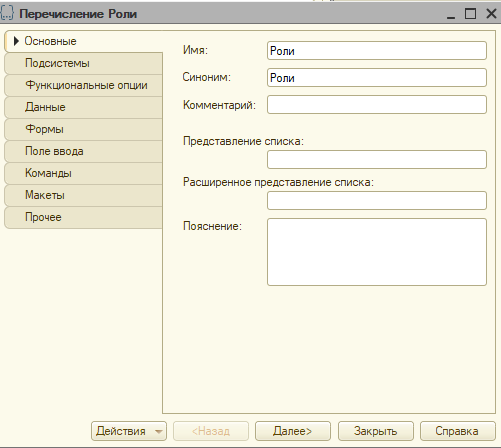 Перечисление Роли
Основные
Подсистемы
Функциональные опции
Данные
Формы
Поле ввода
Команды
Макеты
Прочее
Имя: Роли
Синоним: Роли
Комментарий:
Представление списка:
Расширенное представление списка:
Пояснение:
Действия <Назад Далее> Закрыть Справка